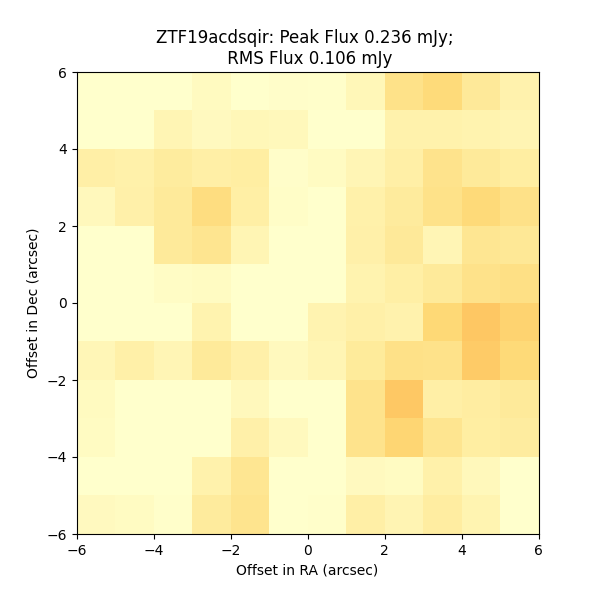 ZTF19acdsqir: Peak Flux 0.236 mJy;
RMS Flux 0.106 mJy
6
4
2
0
−2
−4
−6
Offset in Dec (arcsec)
−6 −4 −2 0 2 4 6
Offset in RA (arcsec)